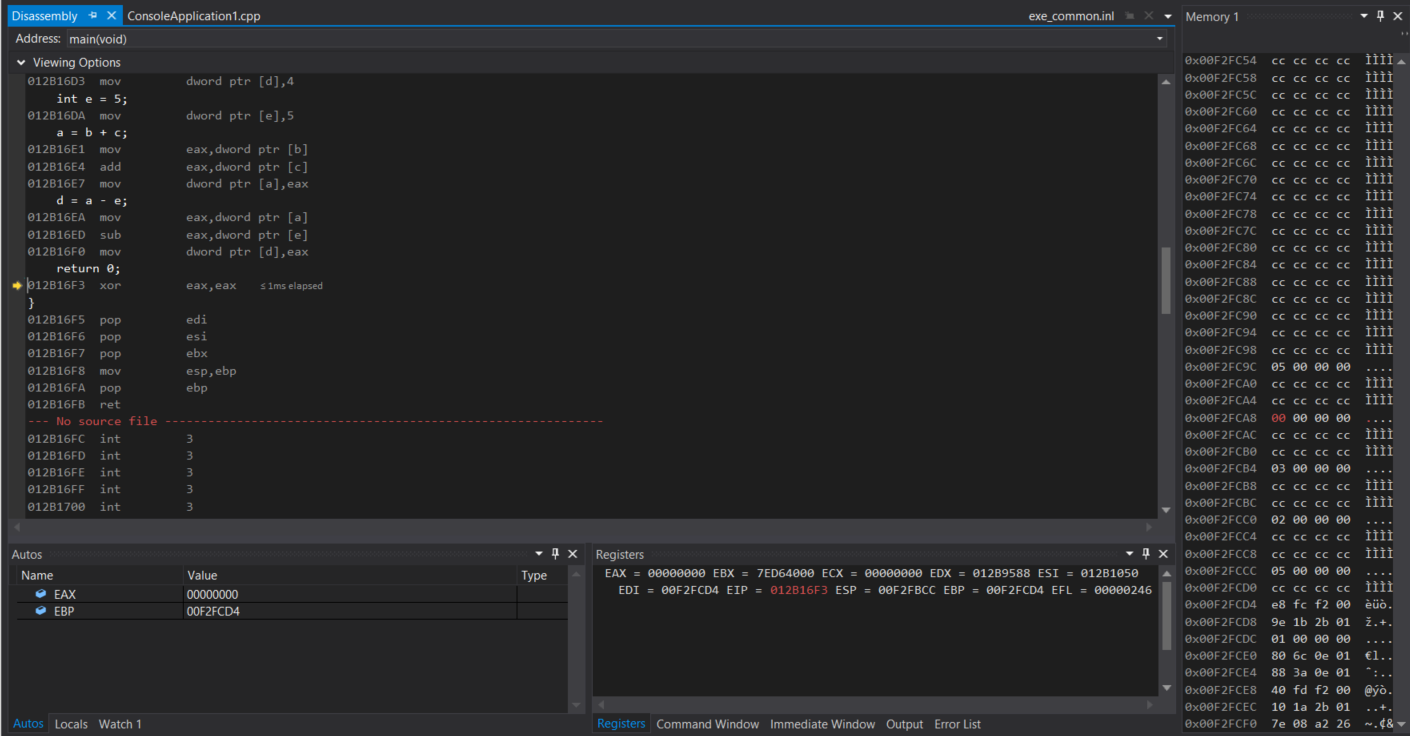 Disassembly ConsoleApplication1.cpp exe_common.inl
Address: main(void)
Viewing Options
012B16D3 mov dword ptr [d],4
int e = 5;
012B16DA mov dword ptr [e],5
a = b + c;
012B16E1 mov eax,dword ptr [b]
012B16E4 add eax,dword ptr [c]
012B16E7 mov dword ptr [a],eax
d = a - e;
012B16EA mov eax,dword ptr [a]
012B16ED sub eax,dword ptr [e]
012B16F0 mov dword ptr [d],eax
return 0;
012B16F3 xor eax,eax ≤ 1ms elapsed
}
012B16F5 pop edi
012B16F6 pop esi
012B16F7 pop ebx
012B16F8 mov esp,ebp
012B16FA pop ebp
012B16FB ret
--- No source file -------------------------------------------------------------
012B16FC int 3
012B16FD int 3
012B16FE int 3
012B16FF int 3
012B1700 int 3
Autos
Name Value Type
EAX 00000000
EBP 00F2FCD4
Autos Locals Watch 1
Registers
EAX = 00000000 EBX = 7ED64000 ECX = 00000000 EDX = 012B9588 ESI = 012B1050
EDI = 00F2FCD4 EIP = 012B16F3 ESP = 00F2FBCC EBP = 00F2FCD4 EFL = 00000246
Registers Command Window Immediate Window Output Error List
Memory 1
0x00F2FC54 cc cc cc cc ÌÌÌÌ
0x00F2FC58 cc cc cc cc ÌÌÌÌ
0x00F2FC5C cc cc cc cc ÌÌÌÌ
0x00F2FC60 cc cc cc cc ÌÌÌÌ
0x00F2FC64 cc cc cc cc ÌÌÌÌ
0x00F2FC68 cc cc cc cc ÌÌÌÌ
0x00F2FC6C cc cc cc cc ÌÌÌÌ
0x00F2FC70 cc cc cc cc ÌÌÌÌ
0x00F2FC74 cc cc cc cc ÌÌÌÌ
0x00F2FC78 cc cc cc cc ÌÌÌÌ
0x00F2FC7C cc cc cc cc ÌÌÌÌ
0x00F2FC80 cc cc cc cc ÌÌÌÌ
0x00F2FC84 cc cc cc cc ÌÌÌÌ
0x00F2FC88 cc cc cc cc ÌÌÌÌ
0x00F2FC8C cc cc cc cc ÌÌÌÌ
0x00F2FC90 cc cc cc cc ÌÌÌÌ
0x00F2FC94 cc cc cc cc ÌÌÌÌ
0x00F2FC98 cc cc cc cc ÌÌÌÌ
0x00F2FC9C 05 00 00 00 ....
0x00F2FCA0 cc cc cc cc ÌÌÌÌ
0x00F2FCA4 cc cc cc cc ÌÌÌÌ
0x00F2FCA8 00 00 00 00 ....
0x00F2FCAC cc cc cc cc ÌÌÌÌ
0x00F2FCB0 cc cc cc cc ÌÌÌÌ
0x00F2FCB4 03 00 00 00 ....
0x00F2FCB8 cc cc cc cc ÌÌÌÌ
0x00F2FCBC cc cc cc cc ÌÌÌÌ
0x00F2FCC0 02 00 00 00 ....
0x00F2FCC4 cc cc cc cc ÌÌÌÌ
0x00F2FCC8 cc cc cc cc ÌÌÌÌ
0x00F2FCCC 05 00 00 00 ....
0x00F2FCD0 cc cc cc cc ÌÌÌÌ
0x00F2FCD4 e8 fc f2 00 èüò.
0x00F2FCD8 9e 1b 2b 01 ž.+.
0x00F2FCDC 01 00 00 00 ....
0x00F2FCE0 80 6c 0e 01 €l..
0x00F2FCE4 88 3a 0e 01 ˆ:..
0x00F2FCE8 40 fd f2 00 @ýò.
0x00F2FCEC 10 1a 2b 01 ..+.
0x00F2FCF0 7e 08 a2 26 ~.¢&